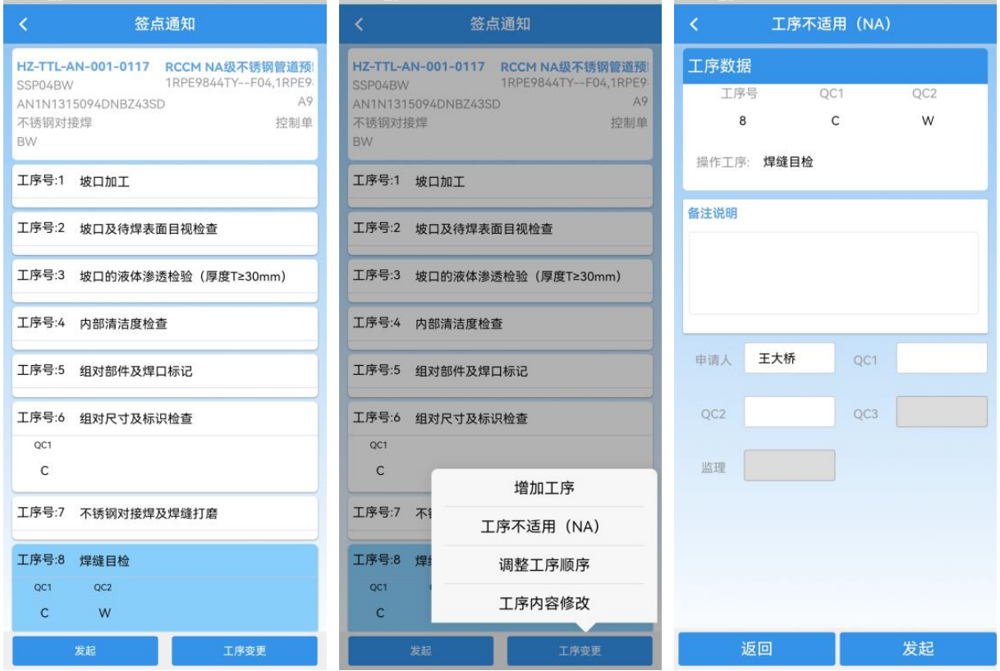 签点通知
HZ-TTL-AN-001-0117 RCCM NA级不锈钢管道预
SSP04BW 1RPE9844TY--F04,1RPE9
AN1N1315094DNBZ43SD A9
不锈钢对接焊 控制单
BW
工序号:1 坡口加工
工序号:2 坡口及待焊表面目视检查
工序号:3 坡口的液体渗透检验（厚度T≥30mm）
工序号:4 内部清洁度检查
工序号:5 组对部件及焊口标记
工序号:6 组对尺寸及标识检查
QC1
C
工序号:7 不锈钢对接焊及焊缝打磨
工序号:8 焊缝目检
QC1 QC2
C W
发起 工序变更
签点通知
HZ-TTL-AN-001-0117 RCCM NA级不锈钢管道预
SSP04BW 1RPE9844TY--F04,1RPE9
AN1N1315094DNBZ43SD A9
不锈钢对接焊 控制单
BW
工序号:1 坡口加工
工序号:2 坡口及待焊表面目视检查
工序号:3 坡口的液体渗透检验（厚度T≥30mm）
工序号:4 内部清洁度检查
工序号:5 组对部件及焊口标记
工序号:6 组对尺寸及标识检查
QC1
C
工序号:7 不
工序号:8 焊
QC1
C
增加工序
工序不适用（NA）
调整工序顺序
工序内容修改
发起 工序变更
工序不适用（NA）
工序数据
工序号 QC1 QC2
8 C W
操作工序: 焊缝目检
备注说明
申请人 王大桥 QC1
QC2 QC3
监理
返回 发起